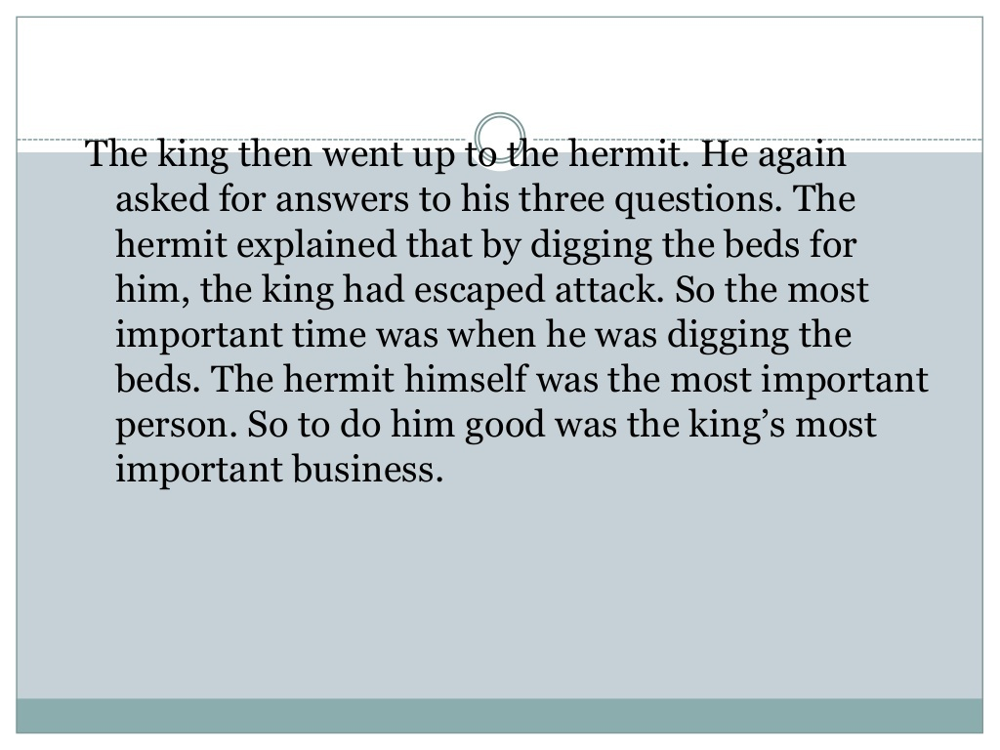 The king then went up to the hermit. He again
asked for answers to his three questions. The
hermit explained that by digging the beds for
him, the king had escaped attack. So the most
important time was when he was digging the
beds. The hermit himself was the most important
person. So to do him good was the king’s most
important business.